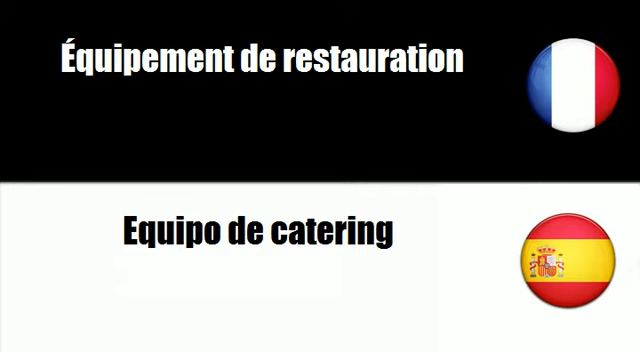 Équipement de restauration
Equipo de catering